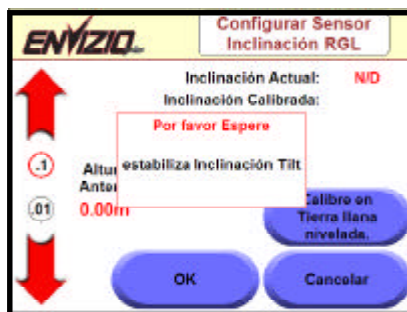 ENVIZIO
Configurar Sensor
Inclinación RGL
Inclinación Actual: N/D
Inclinación Calibrada:
Por favor Espere
estabiliza Inclinación Tilt
.1
.01
Altu
Anter
0.00m
Calibre en
Tierra llana
nivelada.
OK
Cancelar